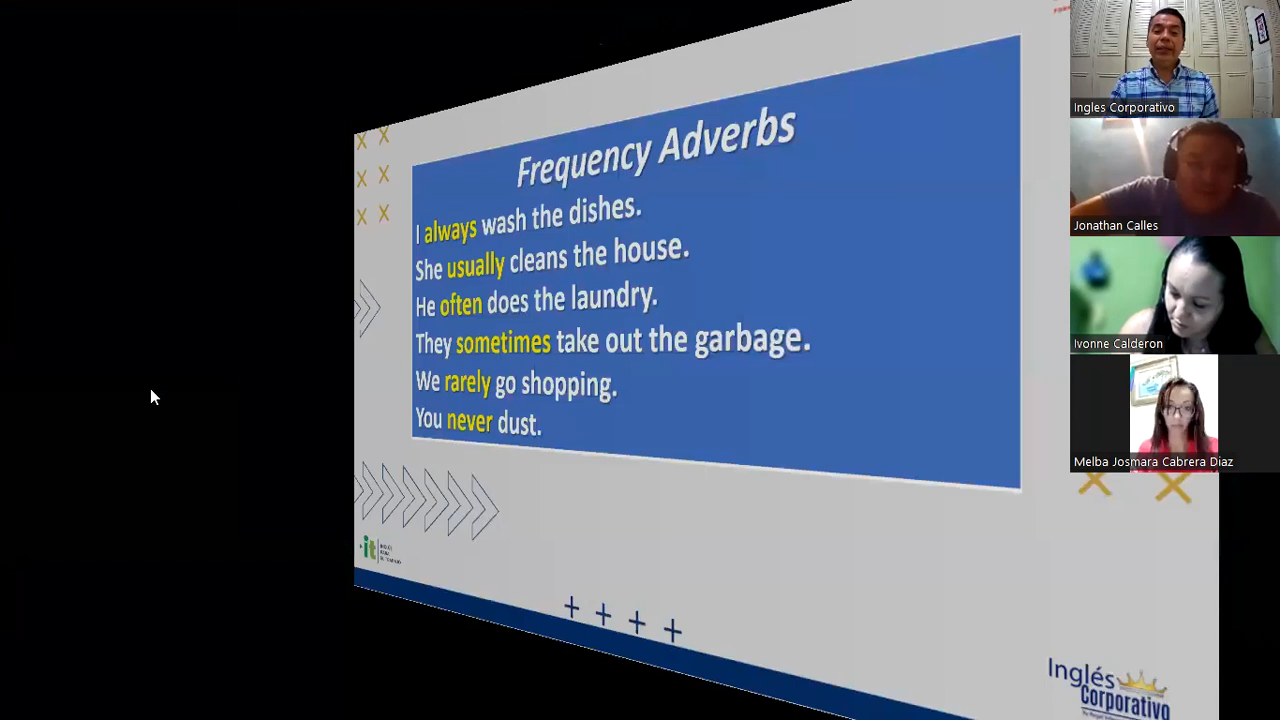 Frequency Adverbs
I always wash the dishes.
She usually cleans the house.
He often does the laundry.
They sometimes take out the garbage.
We rarely go shopping.
You never dust.
it
Inglés
Corporativo
Ingles Corporativo
Jonathan Calles
Ivonne Calderon
Melba Josmara Cabrera Diaz